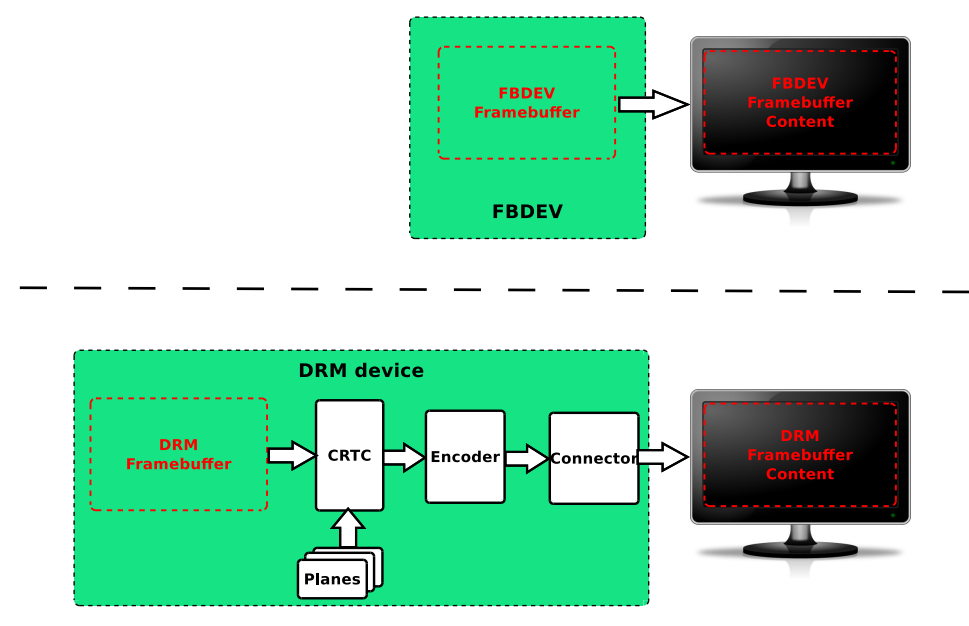 FBDEV
Framebuffer
FBDEV
Framebuffer
Content
FBDEV
DRM device
DRM
Framebuffer
CRTC
Encoder
Connector
DRM
Framebuffer
Content
Planes